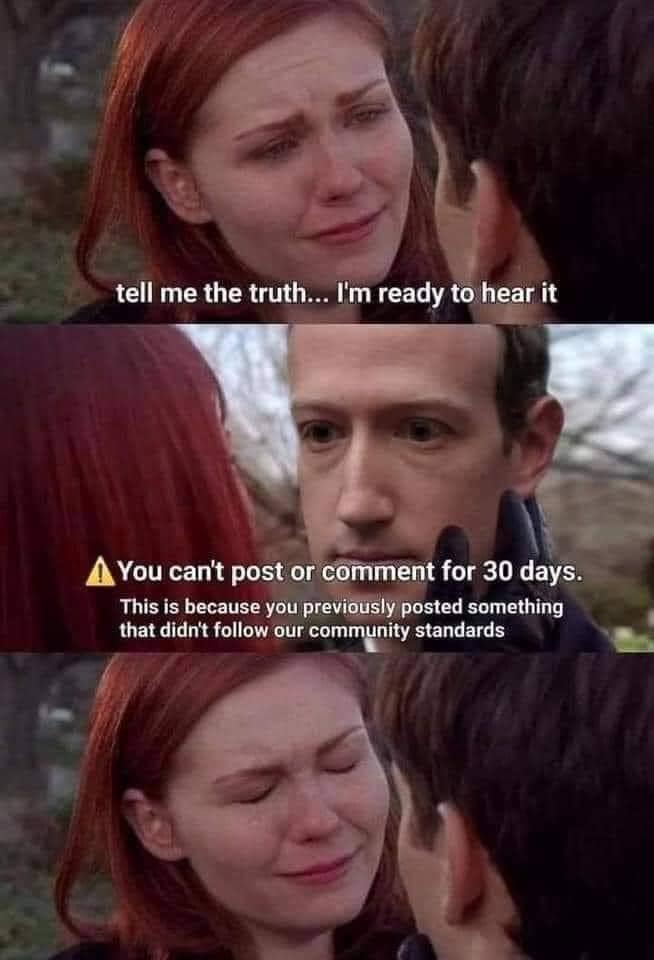 tell me the truth... I'm ready to hear it
⚠You can't post or comment for 30 days.
This is because you previously posted something
that didn't follow our community standards